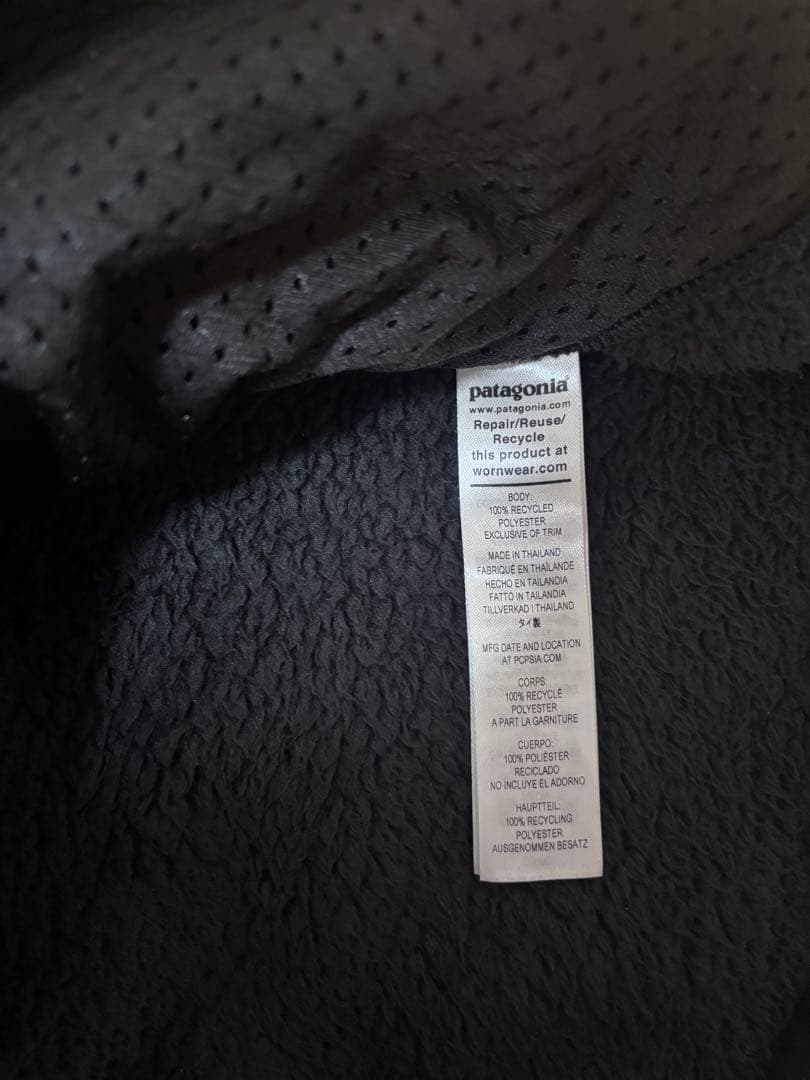 patagonia®
www.patagonia.com
Repair/Reuse/
Recycle
this product at
wornwear.com
BODY:
100% RECYCLED
POLYESTER
EXCLUSIVE OF TRIM
MADE IN THAILAND
FABRIQUÉ EN THAÏLANDE
HECHO EN TAILANDIA
FATTO IN TAILANDIA
TILLVERKAD I THAILAND
タイ製
MFG DATE AND LOCATION
AT PCPSIA.COM
CORPS:
100% RECYCLÉ
POLYESTER
A PART LA GARNITURE
CUERPO:
100% POLIÉSTER
RECICLADO
NO INCLUYE EL ADORNO
HAUPTTEIL:
100% RECYCLING
POLYESTER
AUSGENOMMEN BESATZ